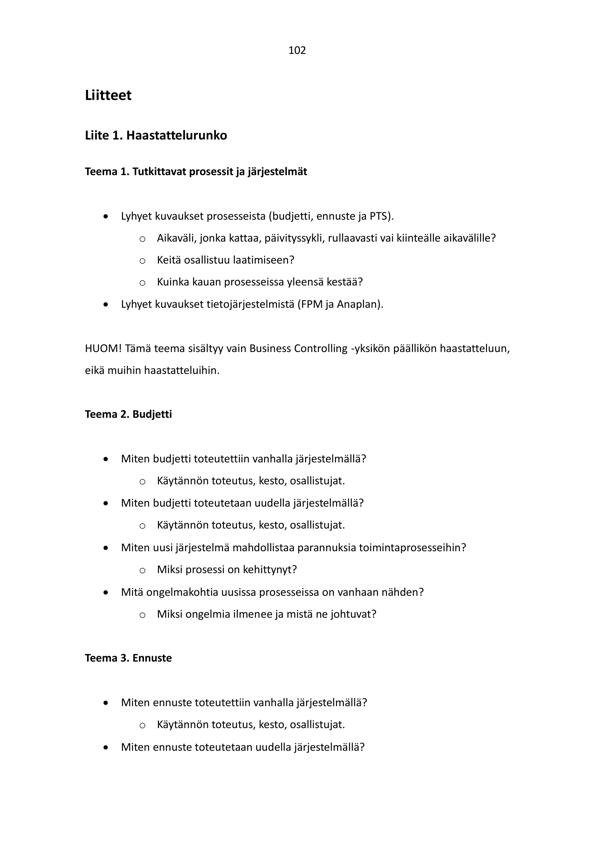 102
Liitteet
Liite 1. Haastattelurunko
Teema 1. Tutkittavat prosessit ja järjestelmät
• Lyhyet kuvaukset prosesseista (budjetti, ennuste ja PTS).
o Aikaväli, jonka kattaa, päivityssykli, rullaavasti vai kiinteälle aikavälille?
o Keitä osallistuu laatimiseen?
o Kuinka kauan prosesseissa yleensä kestää?
• Lyhyet kuvaukset tietojärjestelmistä (FPM ja Anaplan).
HUOM! Tämä teema sisältyy vain Business Controlling -yksikön päällikön haastatteluun,
eikä muihin haastatteluihin.
Teema 2. Budjetti
• Miten budjetti toteutettiin vanhalla järjestelmällä?
o Käytännön toteutus, kesto, osallistujat.
• Miten budjetti toteutetaan uudella järjestelmällä?
o Käytännön toteutus, kesto, osallistujat.
• Miten uusi järjestelmä mahdollistaa parannuksia toimintaprosesseihin?
o Miksi prosessi on kehittynyt?
• Mitä ongelmakohtia uusissa prosesseissa on vanhaan nähden?
o Miksi ongelmia ilmenee ja mistä ne johtuvat?
Teema 3. Ennuste
• Miten ennuste toteutettiin vanhalla järjestelmällä?
o Käytännön toteutus, kesto, osallistujat.
• Miten ennuste toteutetaan uudella järjestelmällä?